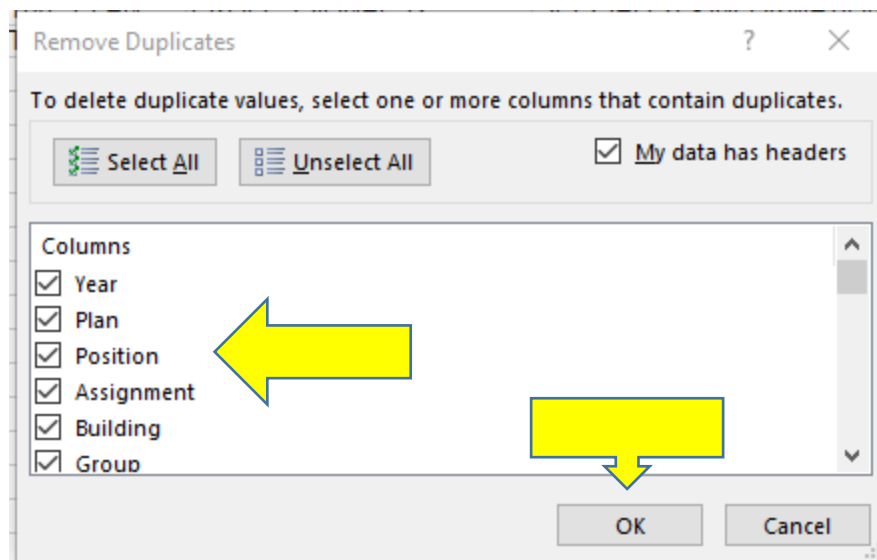 Remove Duplicates
?
To delete duplicate values, select one or more columns that contain duplicates.
Select All
Unselect All
My data has headers
Columns
Year
Plan
Position
Assignment
Building
Group
OK
Cancel